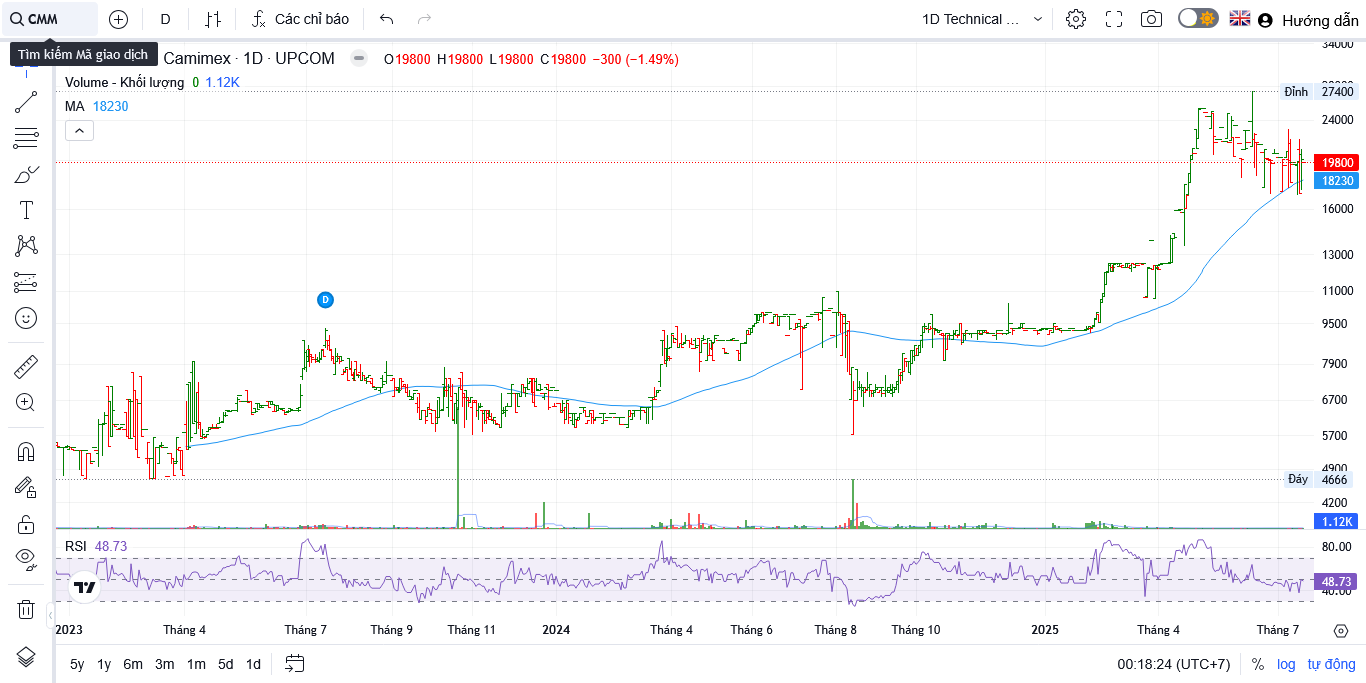 CMM
D
Các chỉ báo
1D Technical ...
Hướng dẫn
Tìm kiếm Mã giao dịch
Camimex · 1D · UPCOM
O19800 H19800 L19800 C19800 −300 (−1.49%)
Volume - Khối lượng 0 1.12K
MA 18230
34000
Đỉnh 27400
24000
19800
18230
16000
13000
11000
D
9500
7900
6700
5700
4900
Đáy 4666
4200
1.12K
RSI 48.73
80.00
48.73
40.00
2023 Tháng 4 Tháng 7 Tháng 9 Tháng 11 2024 Tháng 4 Tháng 6 Tháng 8 Tháng 10 2025 Tháng 4 Tháng 7
5y 1y 6m 3m 1m 5d 1d
00:18:24 (UTC+7) % log tự động